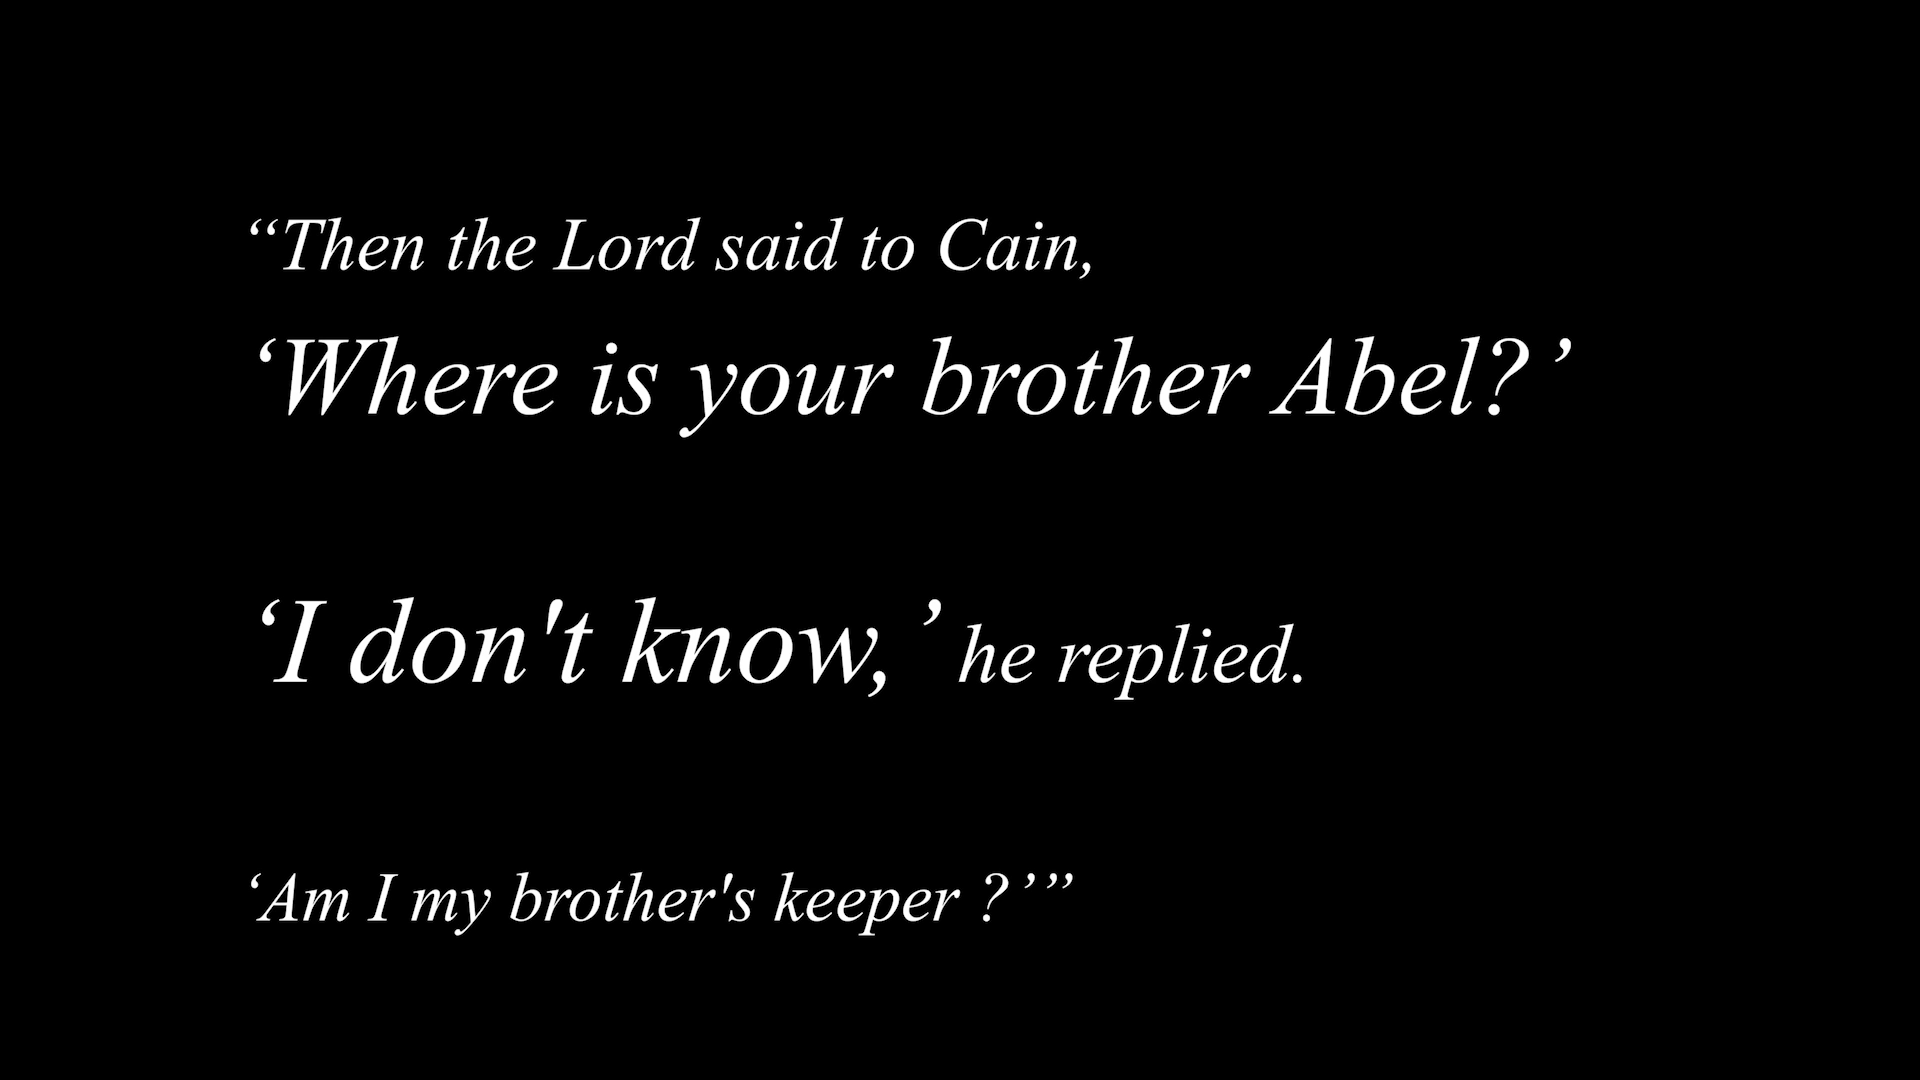 “Then the Lord said to Cain,
‘Where is your brother Abel?’
‘I don't know,’ he replied.
‘Am I my brother's keeper ?’”